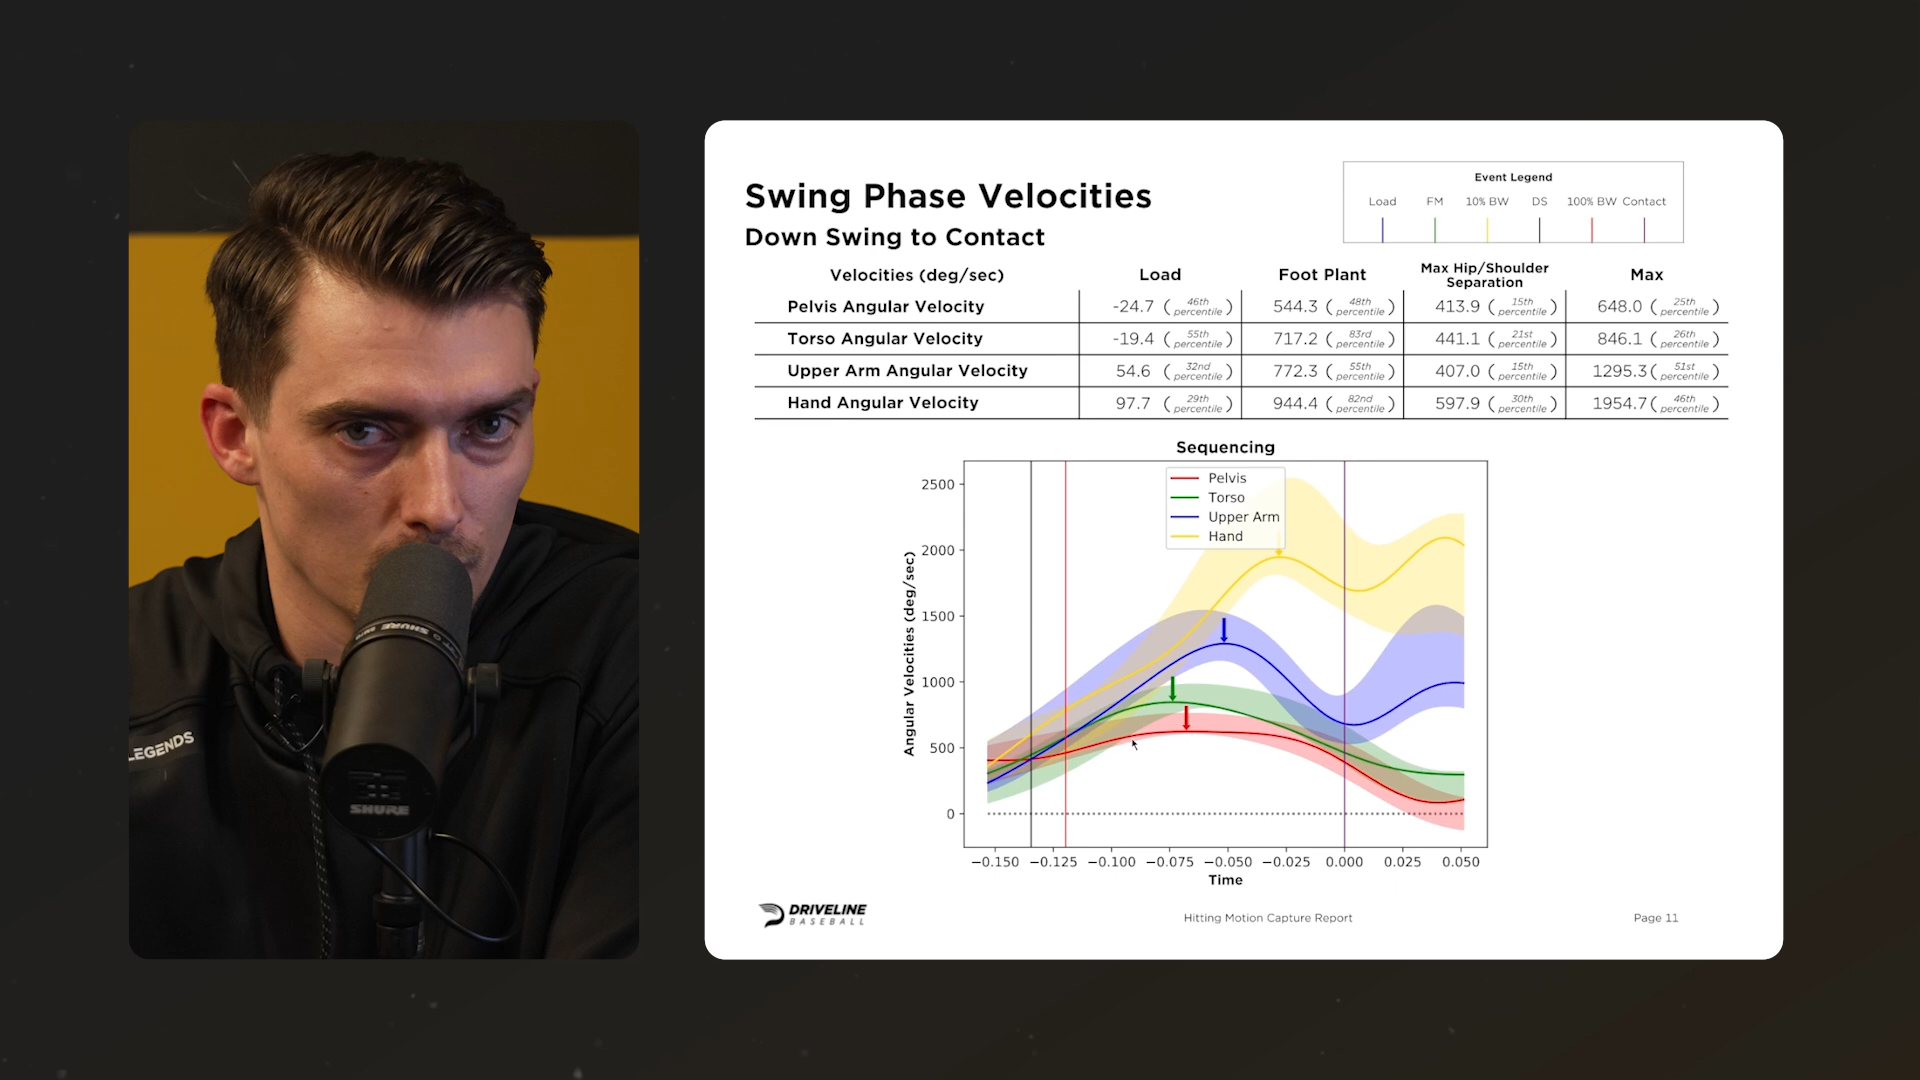 LEGENDS
SHURE
SHURE
Swing Phase Velocities
Down Swing to Contact
Event Legend
Load FM 10% BW DS 100% BW Contact
Velocities (deg/sec) Load Foot Plant Max Hip/Shoulder Separation Max
Pelvis Angular Velocity -24.7 (46th percentile) 544.3 (48th percentile) 413.9 (15th percentile) 648.0 (25th percentile)
Torso Angular Velocity -19.4 (55th percentile) 717.2 (83rd percentile) 441.1 (21st percentile) 846.1 (26th percentile)
Upper Arm Angular Velocity 54.6 (32nd percentile) 772.3 (55th percentile) 407.0 (15th percentile) 1295.3 (51st percentile)
Hand Angular Velocity 97.7 (29th percentile) 944.4 (82nd percentile) 597.9 (30th percentile) 1954.7 (46th percentile)
Sequencing
Pelvis
Torso
Upper Arm
Hand
Angular Velocities (deg/sec)
2500
2000
1500
1000
500
0
−0.150 −0.125 −0.100 −0.075 −0.050 −0.025 0.000 0.025 0.050
Time
DRIVELINE
BASEBALL
Hitting Motion Capture Report
Page 11